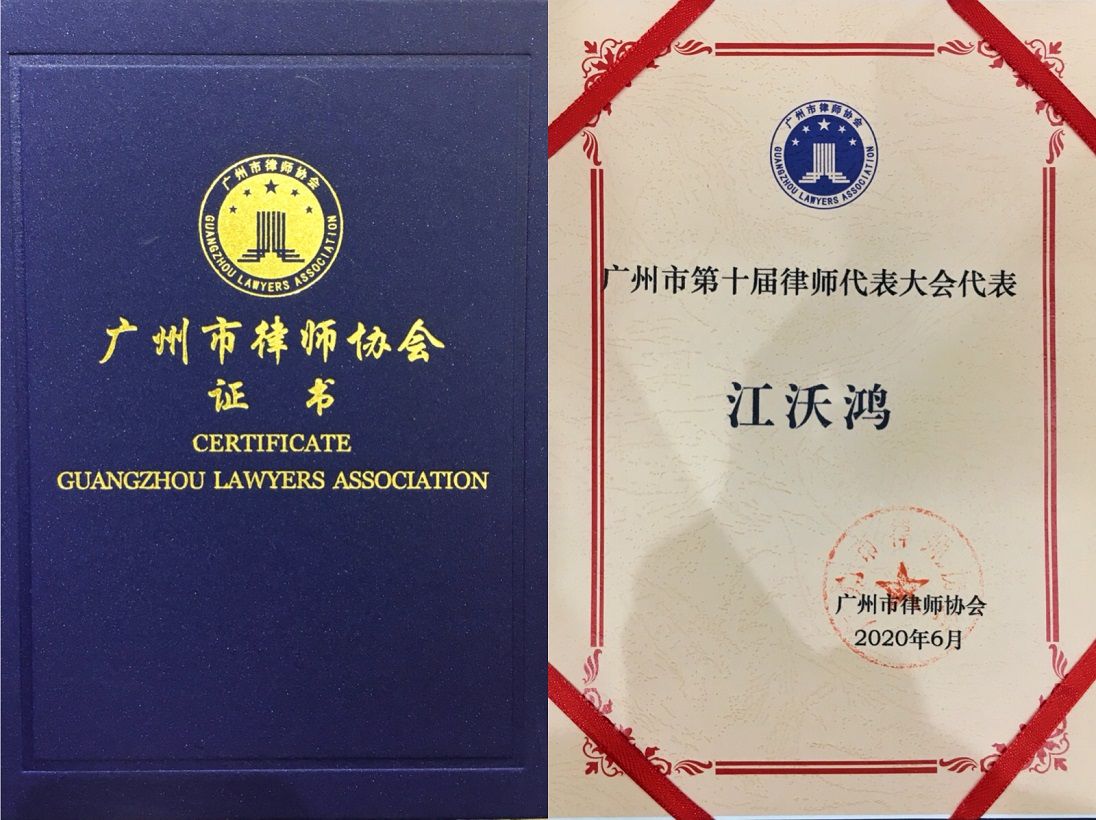 广州市律师协会
GUANGZHOU LAWYERS ASSOCIATION
广州市律师协会
证 书
CERTIFICATE
GUANGZHOU LAWYERS ASSOCIATION
广州市律师协会
GUANGZHOU LAWYERS ASSOCIATION
广州市第十届律师代表大会代表
江沃鸿
广州市律师协会
2020年6月